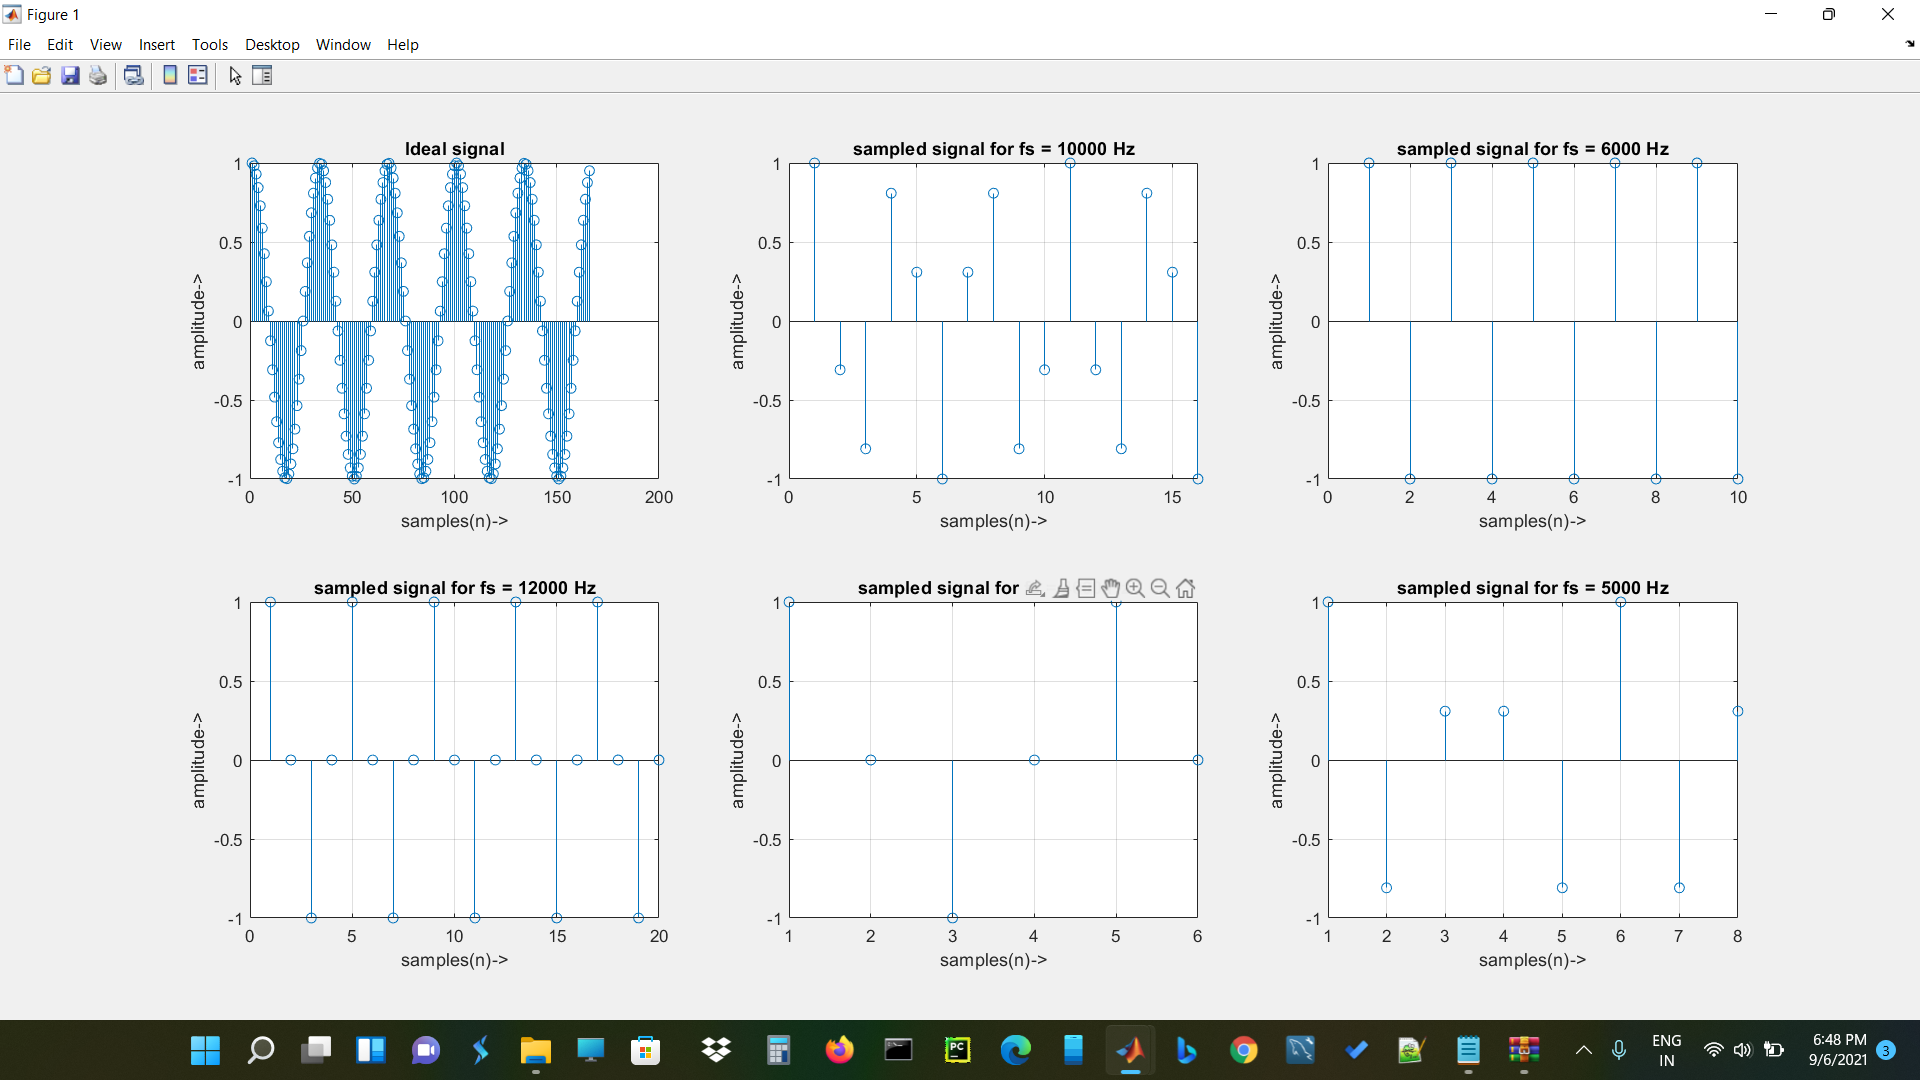 Figure 1
File Edit View Insert Tools Desktop Window Help
Ideal signal
1
0.5
0
-0.5
-1
amplitude->
0 50 100 150 200
samples(n)->
sampled signal for fs = 10000 Hz
1
0.5
0
-0.5
-1
amplitude->
0 5 10 15
samples(n)->
sampled signal for fs = 6000 Hz
1
0.5
0
-0.5
-1
amplitude->
0 2 4 6 8 10
samples(n)->
sampled signal for fs = 12000 Hz
1
0.5
0
-0.5
-1
amplitude->
0 5 10 15 20
samples(n)->
sampled signal for
1
0.5
0
-0.5
-1
amplitude->
1 2 3 4 5 6
samples(n)->
sampled signal for fs = 5000 Hz
1
0.5
0
-0.5
-1
amplitude->
1 2 3 4 5 6 7 8
samples(n)->
PC
ENG
IN
6:48 PM
9/6/2021
3